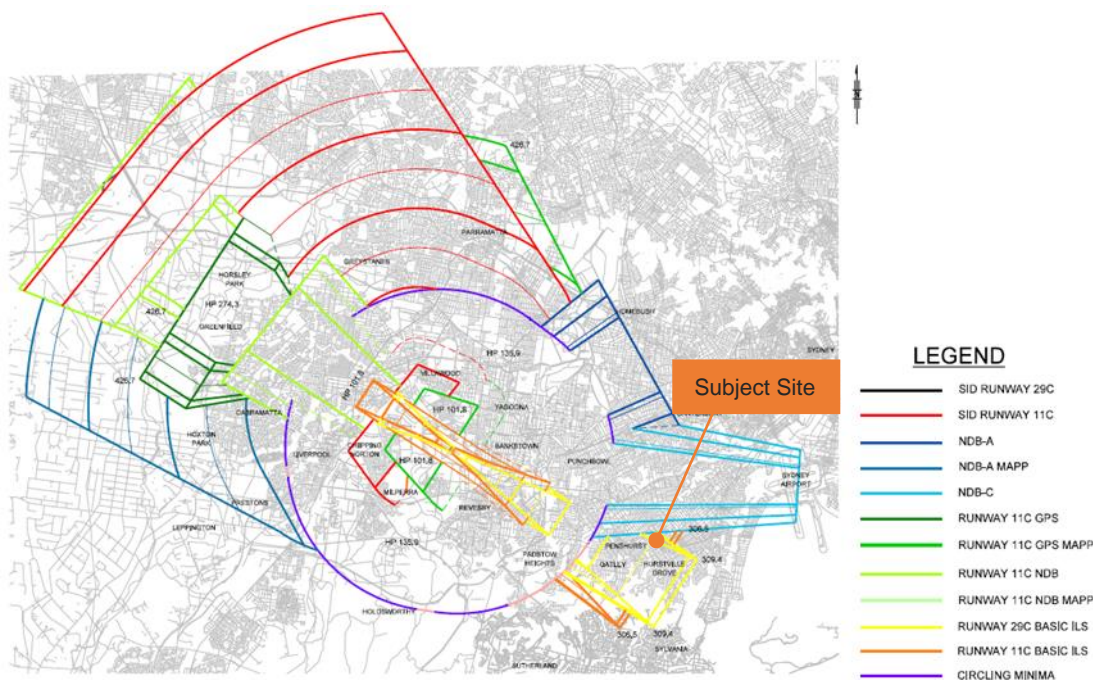 426.7
PARRAMATTA
GREYSTANES
HORSLEY
PARK
HP 274.3
426.7
GREENFIELD
HOMEBUSH
SYDNEY
HP 135.9
426.7
VILLAWOOD
HP 101.8
Subject Site
CABRAMATTA
HP 101.8
YAGOONA
HOXTON
PARK
LIVERPOOL
CHIPPING
NORTON
BANKSTOWN
HP 101.8
PUNCHBOWL
SYDNEY
AIRPORT
MILPERRA
PRESTONS
REVESBY
LEPPINGTON
306.5
HP 135.9
PENSHURST
PADSTOW
HEIGHTS
OATLEY
HURSTVILLE
GROVE
309.4
HOLDSWORTHY
306.5
309.4
SYLVANIA
SUTHERLAND
LEGEND
SID RUNWAY 29C
SID RUNWAY 11C
NDB-A
NDB-A MAPP
NDB-C
RUNWAY 11C GPS
RUNWAY 11C GPS MAPP
RUNWAY 11C NDB
RUNWAY 11C NDB MAPP
RUNWAY 29C BASIC ILS
RUNWAY 11C BASIC ILS
CIRCLING MINIMA